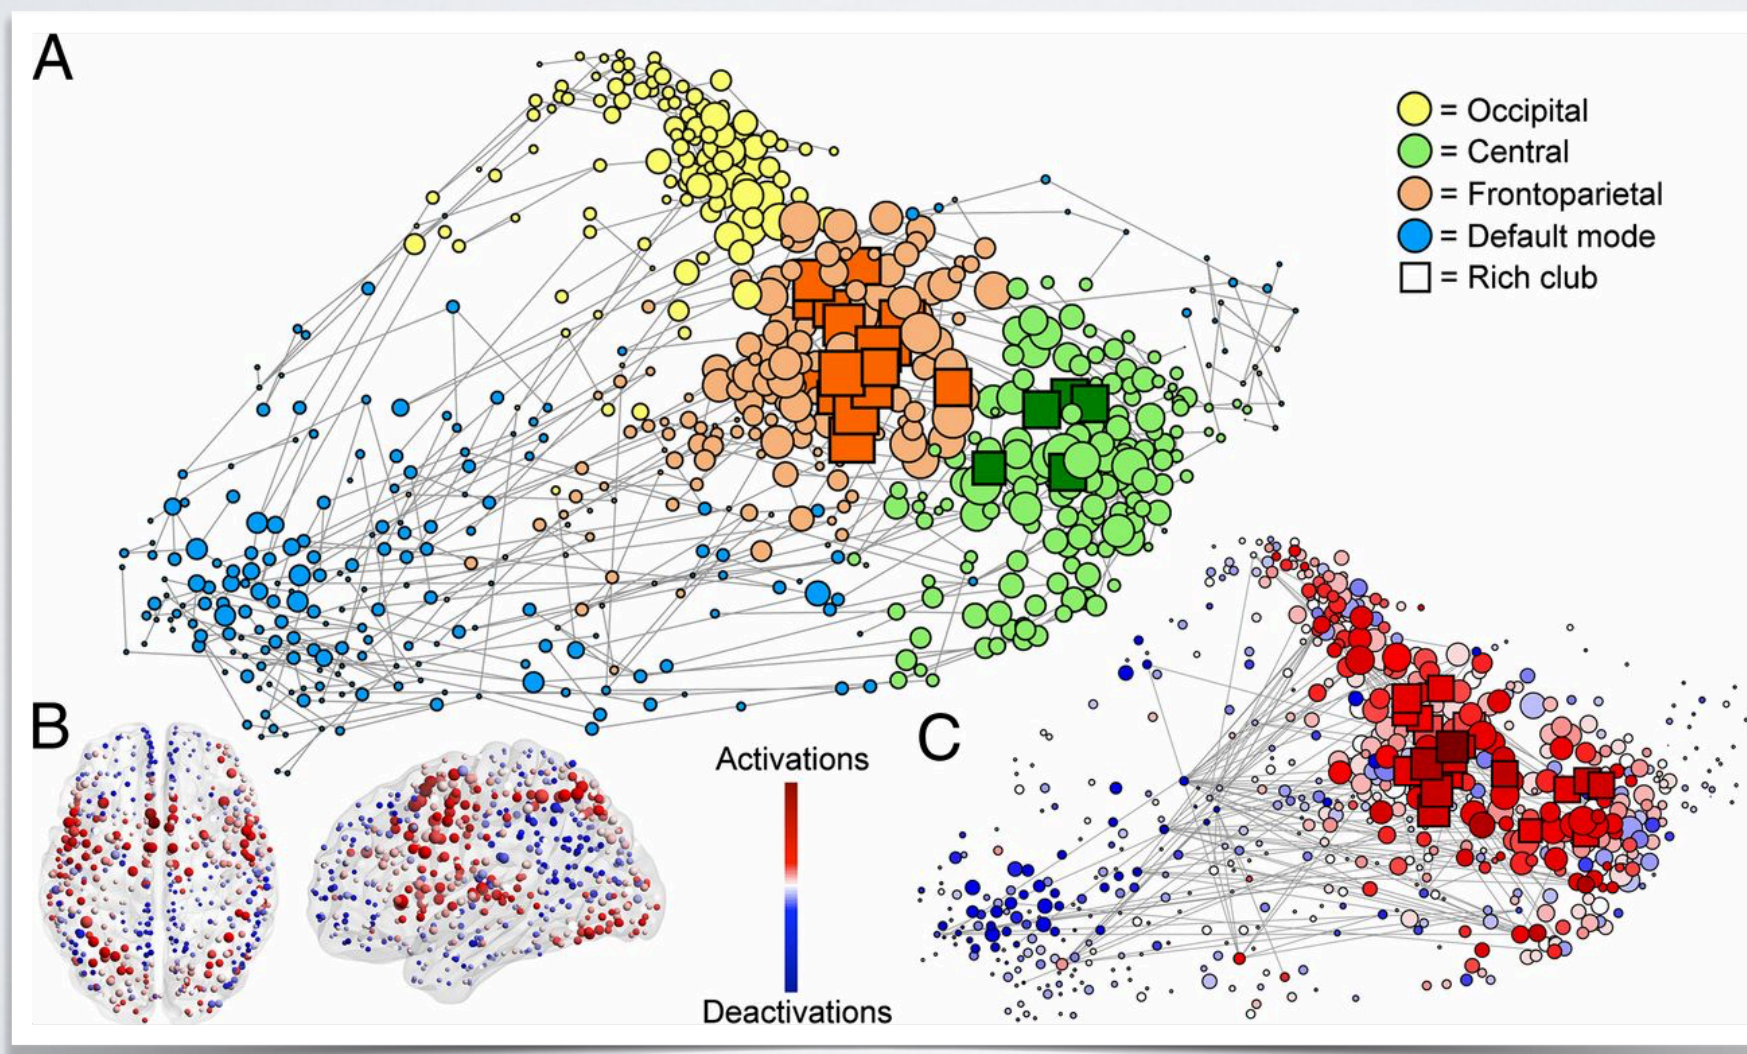 A
= Occipital
= Central
= Frontoparietal
= Default mode
= Rich club
B
Activations
Deactivations
C